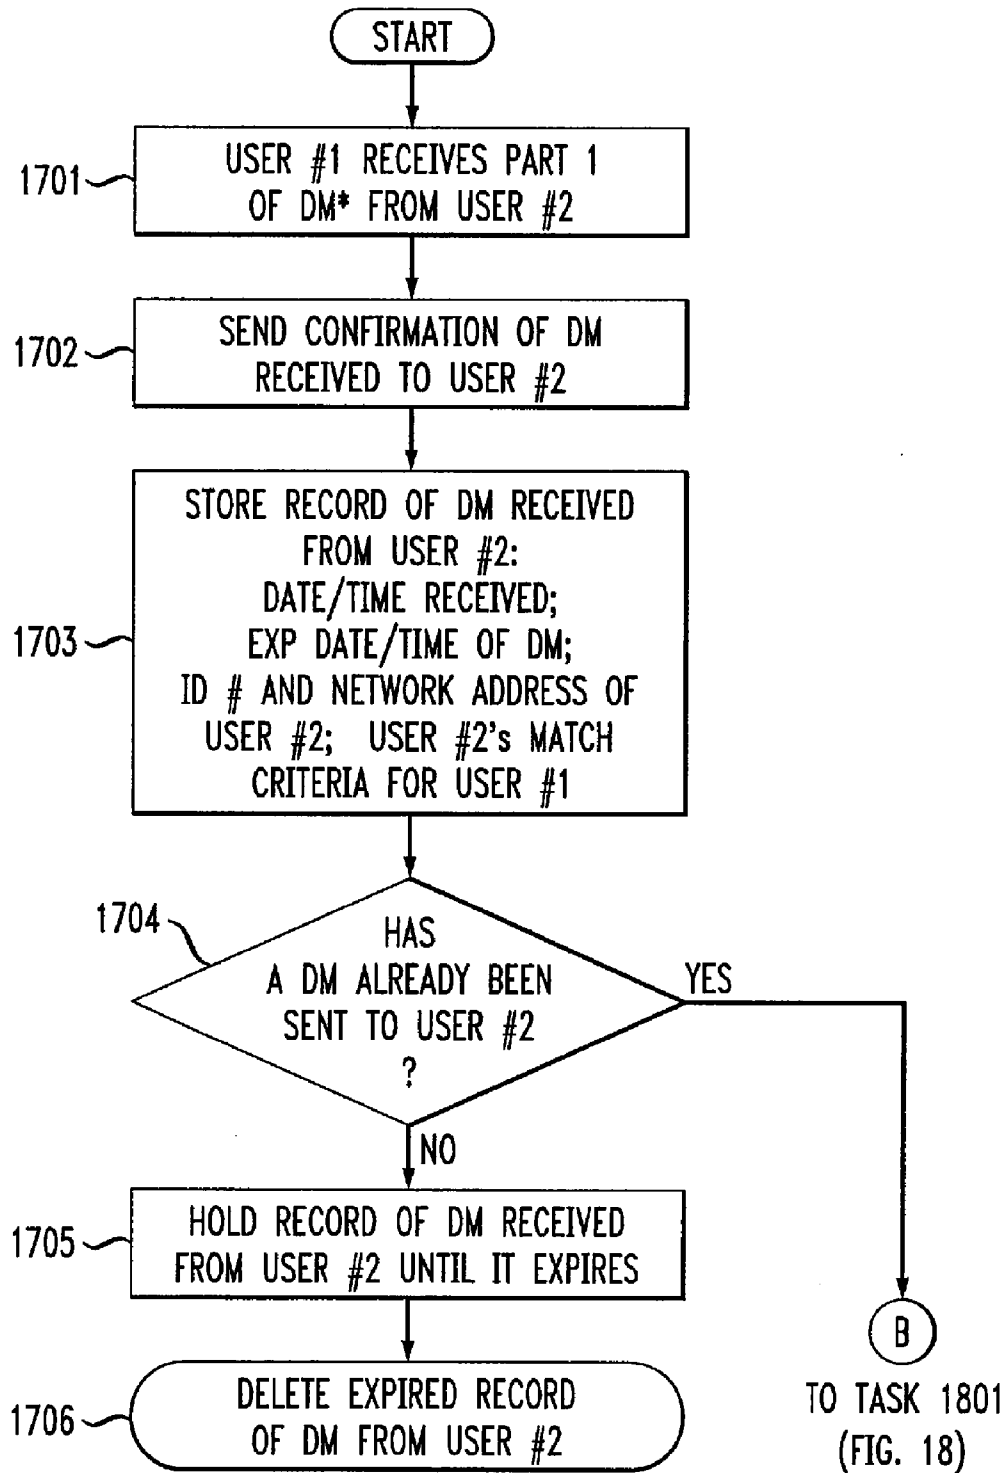 START
1701
USER #1 RECEIVES PART 1
OF DM* FROM USER #2
1702
SEND CONFIRMATION OF DM
RECEIVED TO USER #2
1703
STORE RECORD OF DM RECEIVED
FROM USER #2:
DATE/TIME RECEIVED;
EXP DATE/TIME OF DM;
ID # AND NETWORK ADDRESS OF
USER #2; USER #2's MATCH
CRITERIA FOR USER #1
1704
HAS
A DM ALREADY BEEN
SENT TO USER #2
?
YES
NO
1705
HOLD RECORD OF DM RECEIVED
FROM USER #2 UNTIL IT EXPIRES
1706
DELETE EXPIRED RECORD
OF DM FROM USER #2
B
TO TASK 1801
(FIG. 18)